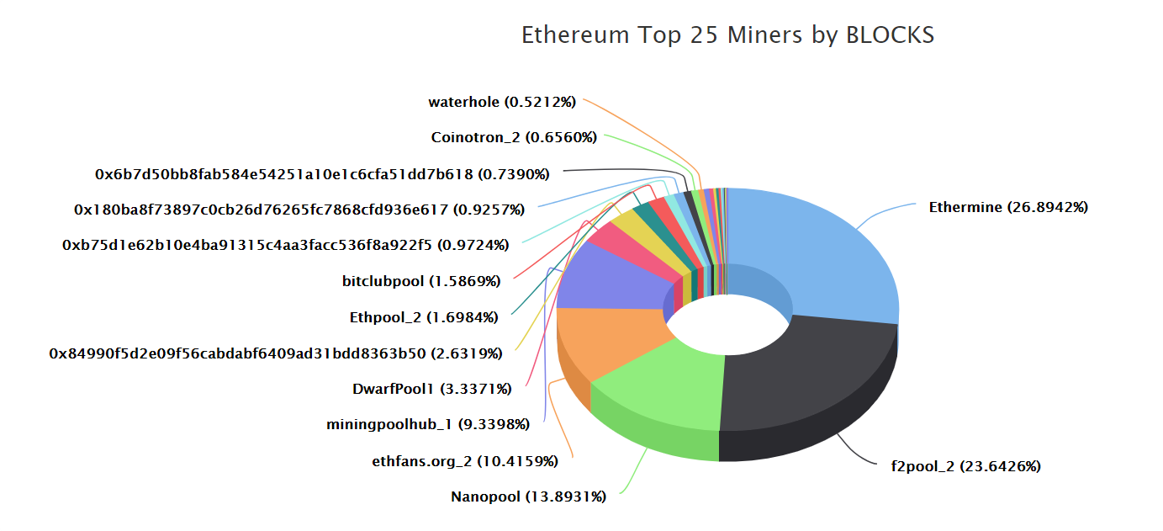 Ethereum Top 25 Miners by BLOCKS
waterhole (0.5212%)
Coinotron_2 (0.6560%)
0x6b7d50bb8fab584e54251a10e1c6cfa51dd7b618 (0.7390%)
0x180ba8f73897c0cb26d76265fc7868cfd936e617 (0.9257%)
0xb75d1e62b10e4ba91315c4aa3facc536f8a922f5 (0.9724%)
bitclubpool (1.5869%)
Ethpool_2 (1.6984%)
0x84990f5d2e09f56cabdabf6409ad31bdd8363b50 (2.6319%)
DwarfPool1 (3.3371%)
miningpoolhub_1 (9.3398%)
ethfans.org_2 (10.4159%)
Nanopool (13.8931%)
Ethermine (26.8942%)
f2pool_2 (23.6426%)